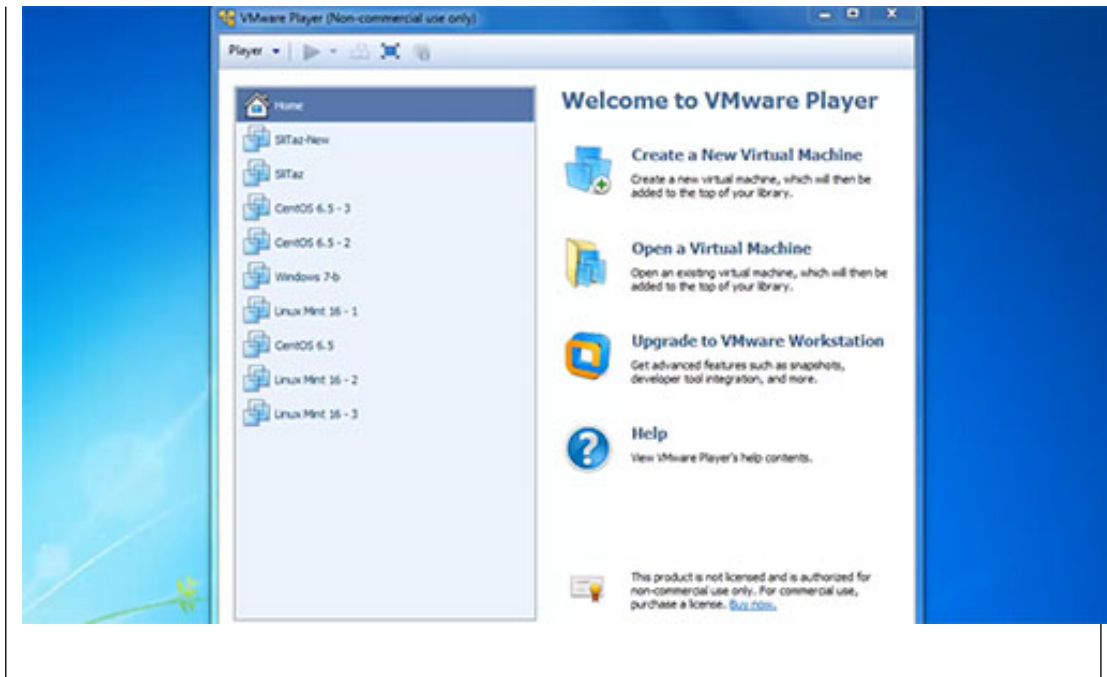 VMware Player (Non-commercial use only)
Player
Home
SliTaz-New
SliTaz
CentOS 6.5 - 3
CentOS 6.5 - 2
Windows 7-b
Linux Mint 16 - 1
CentOS 6.5
Linux Mint 16 - 2
Linux Mint 16 - 3
Welcome to VMware Player
Create a New Virtual Machine
Create a new virtual machine, which will then be
added to the top of your library.
Open a Virtual Machine
Open an existing virtual machine, which will then be
added to the top of your library.
Upgrade to VMware Workstation
Get advanced features such as snapshots,
developer tool integration, and more.
Help
View VMware Player's help contents.
This product is not licensed and is authorized for
non-commercial use only. For commercial use,
purchase a license. Buy now.